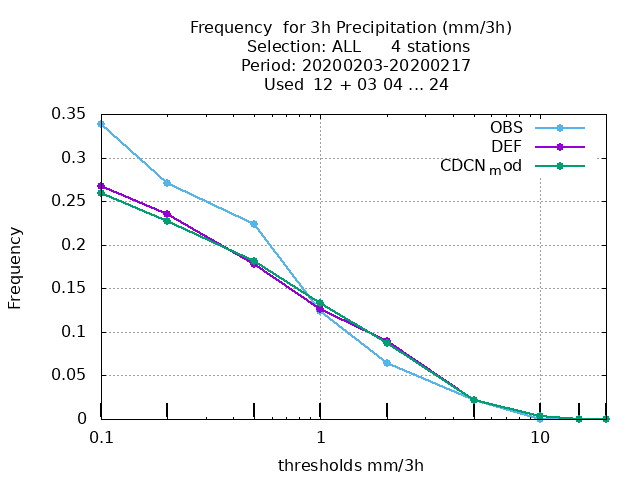 Frequency  for 3h Precipitation (mm/3h)
Selection: ALL      4 stations
Period: 20200203-20200217
Used  12 + 03 04 ... 24
OBS
DEF
CDCN_mod
Frequency
0.35
0.3
0.25
0.2
0.15
0.1
0.05
0
0.1
1
10
thresholds mm/3h